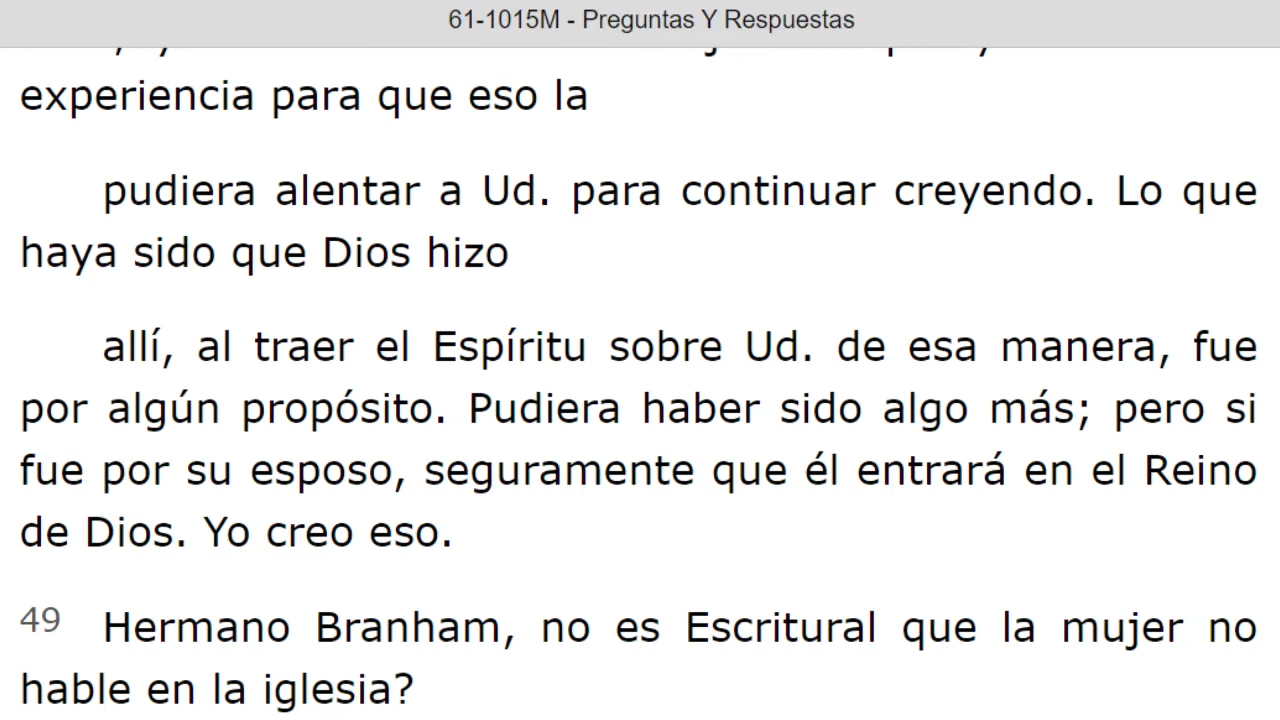 61-1015M - Preguntas Y Respuestas
experiencia para que eso la
pudiera alentar a Ud. para continuar creyendo. Lo que
haya sido que Dios hizo
allí, al traer el Espíritu sobre Ud. de esa manera, fue
por algún propósito. Pudiera haber sido algo más; pero si
fue por su esposo, seguramente que él entrará en el Reino
de Dios. Yo creo eso.
49 Hermano Branham, no es Escritural que la mujer no
hable en la iglesia?